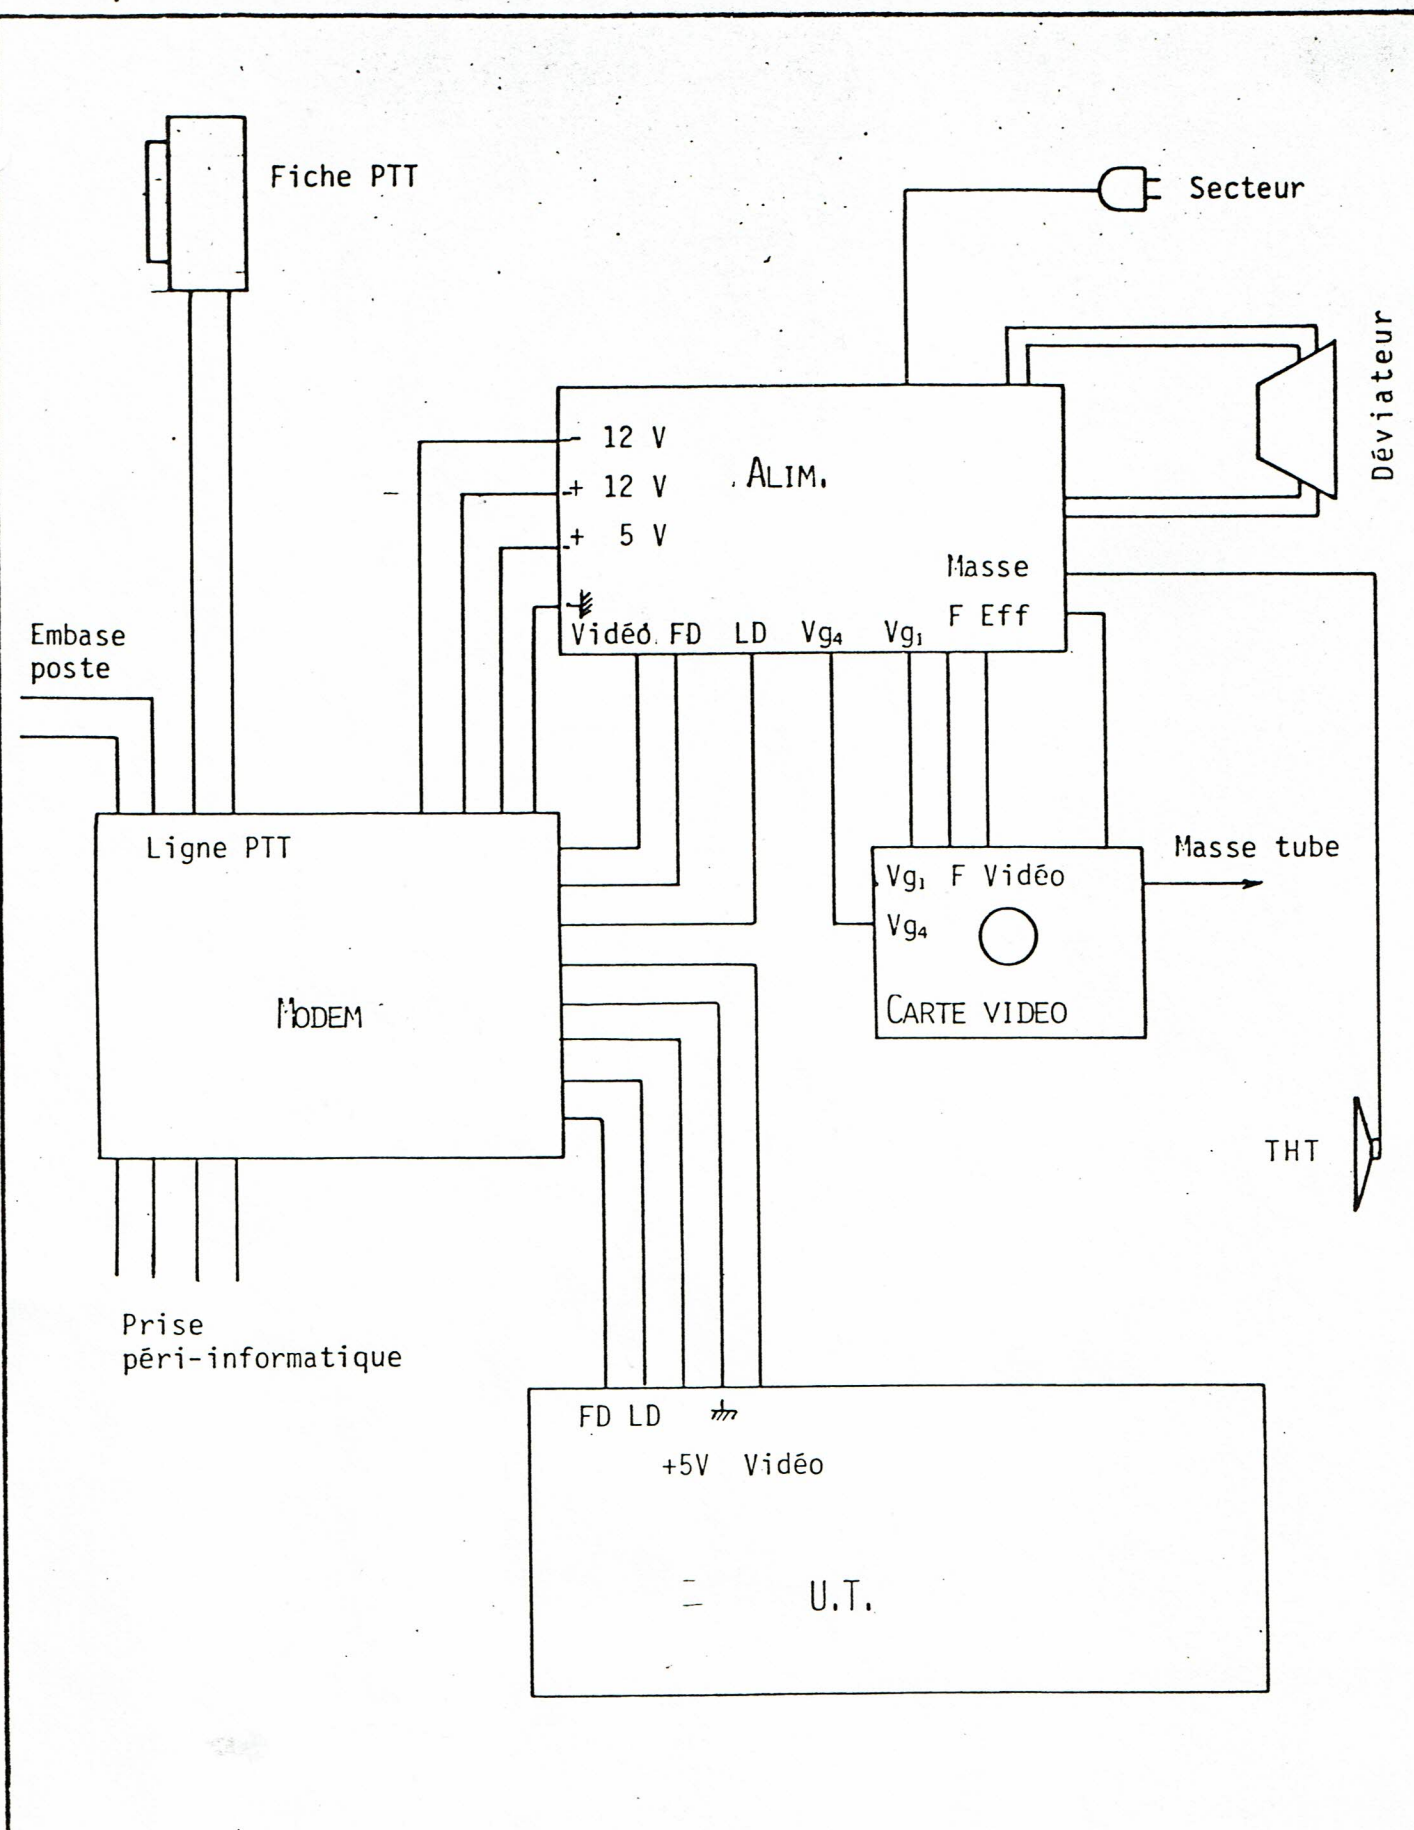 Fiche PTT
Secteur
Déviateur
- 12 V
+ 12 V
ALIM.
+ 5 V
Masse
F Eff
Vidéo FD LD Vg4 Vg1
Embase
poste
Ligne PTT
Masse tube
Vg1 F Vidéo
Vg4
MODEM
CARTE VIDEO
THT
Prise
péri-informatique
FD LD
+5V Vidéo
U.T.